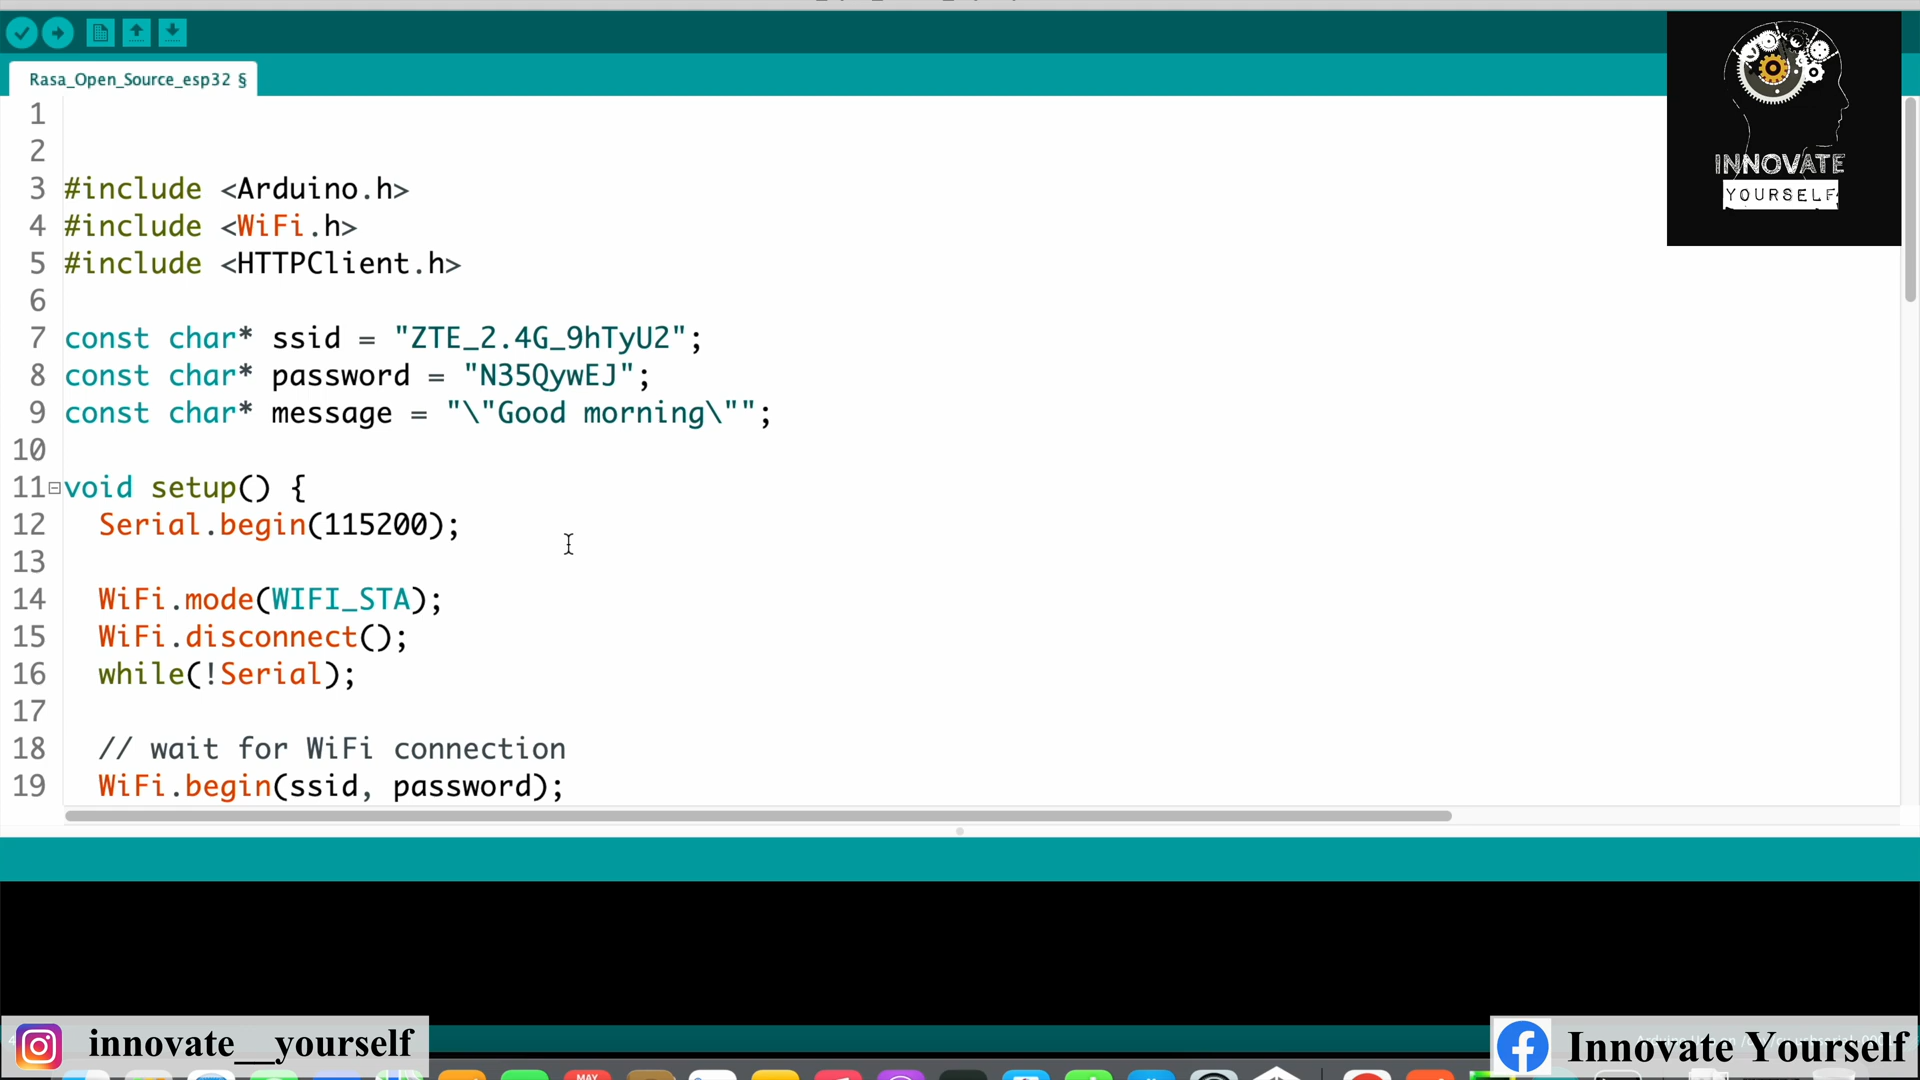 Rasa_Open_Source_esp32 §
INNOVATE
YOURSELF
1
2
3 #include <Arduino.h>
4 #include <WiFi.h>
5 #include <HTTPClient.h>
6
7 const char* ssid = "ZTE_2.4G_9hTyU2";
8 const char* password = "N35QywEJ";
9 const char* message = "\"Good morning\"";
10
11 void setup() {
12 Serial.begin(115200);
13
14 WiFi.mode(WIFI_STA);
15 WiFi.disconnect();
16 while(!Serial);
17
18 // wait for WiFi connection
19 WiFi.begin(ssid, password);
innovate__yourself
Innovate Yourself
MAY